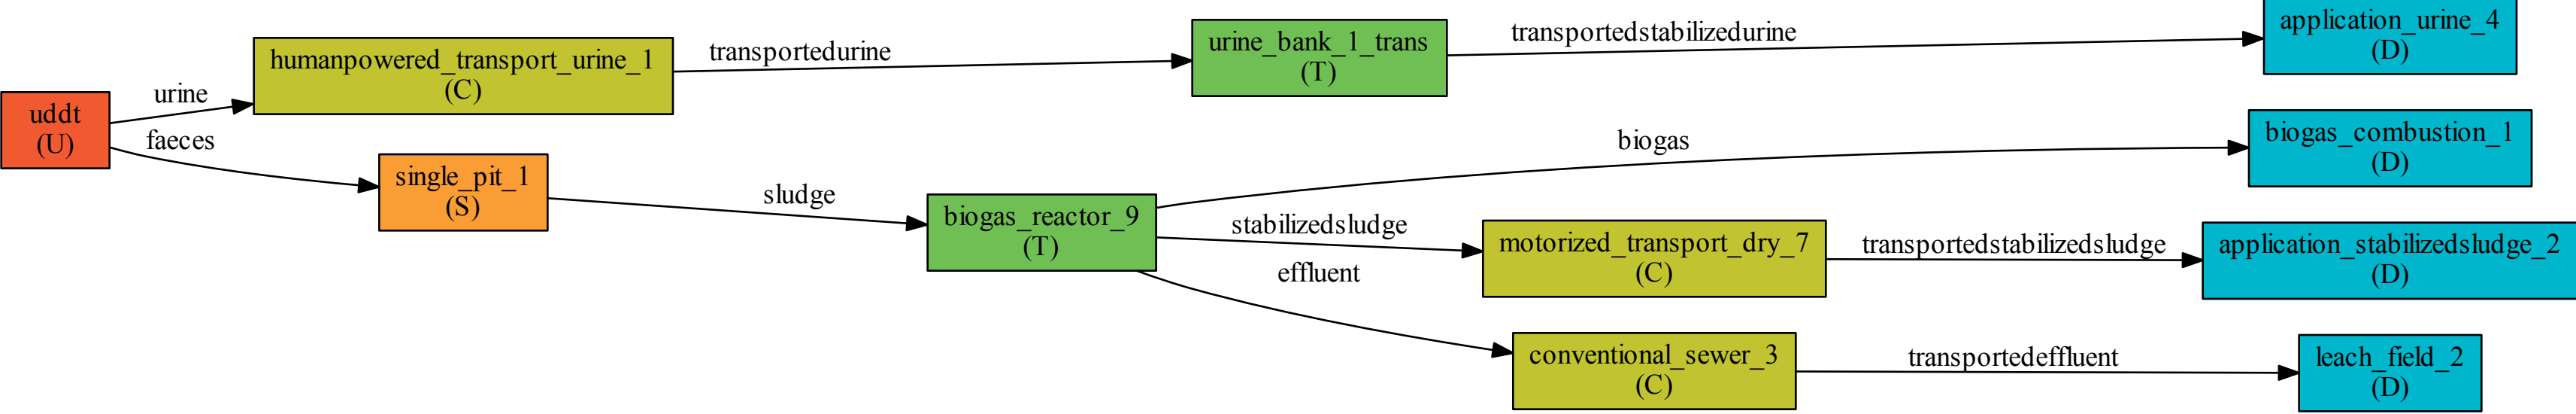 uddt
(U)
urine
faeces
humanpowered_transport_urine_1
(C)
transportedurine
urine_bank_1_trans
(T)
transportedstabilizedurine
application_urine_4
(D)
single_pit_1
(S)
sludge
biogas_reactor_9
(T)
biogas
biogas_combustion_1
(D)
stabilizedsludge
motorized_transport_dry_7
(C)
transportedstabilizedsludge
application_stabilizedsludge_2
(D)
effluent
conventional_sewer_3
(C)
transportedeffluent
leach_field_2
(D)